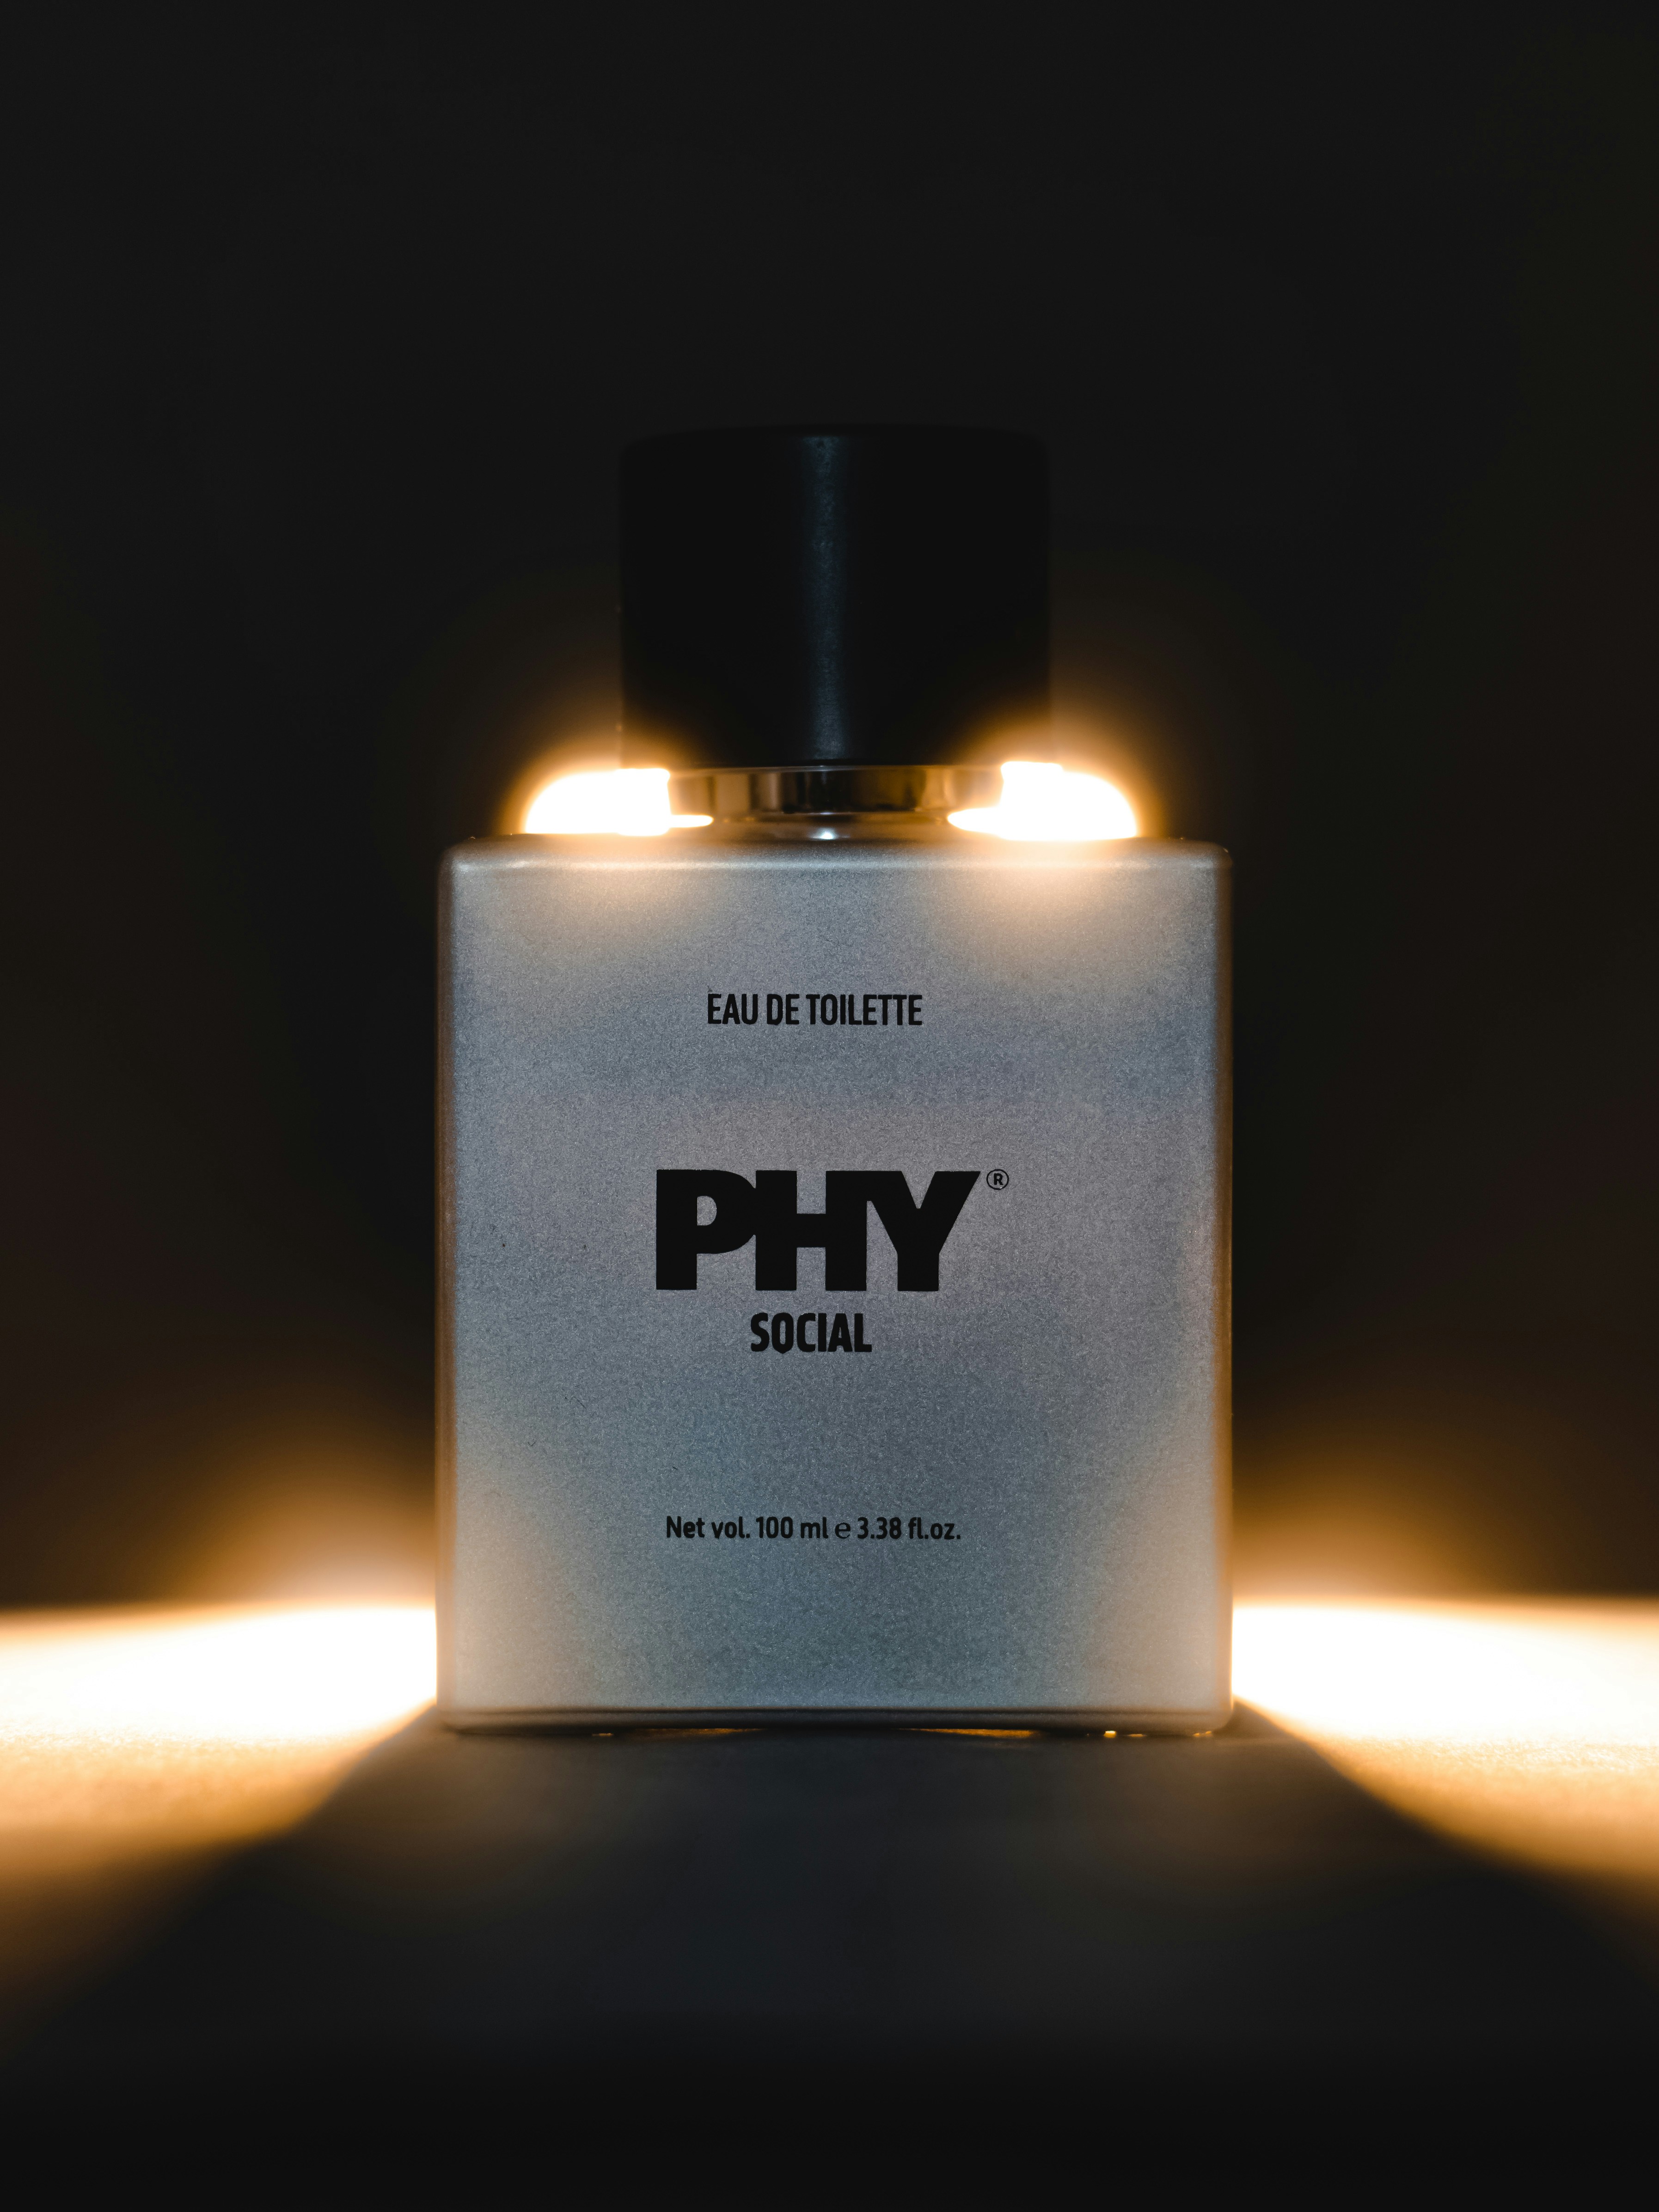 EAU DE TOILETTE
PHY®
SOCIAL
Net vol. 100 ml ℮ 3.38 fl.oz.